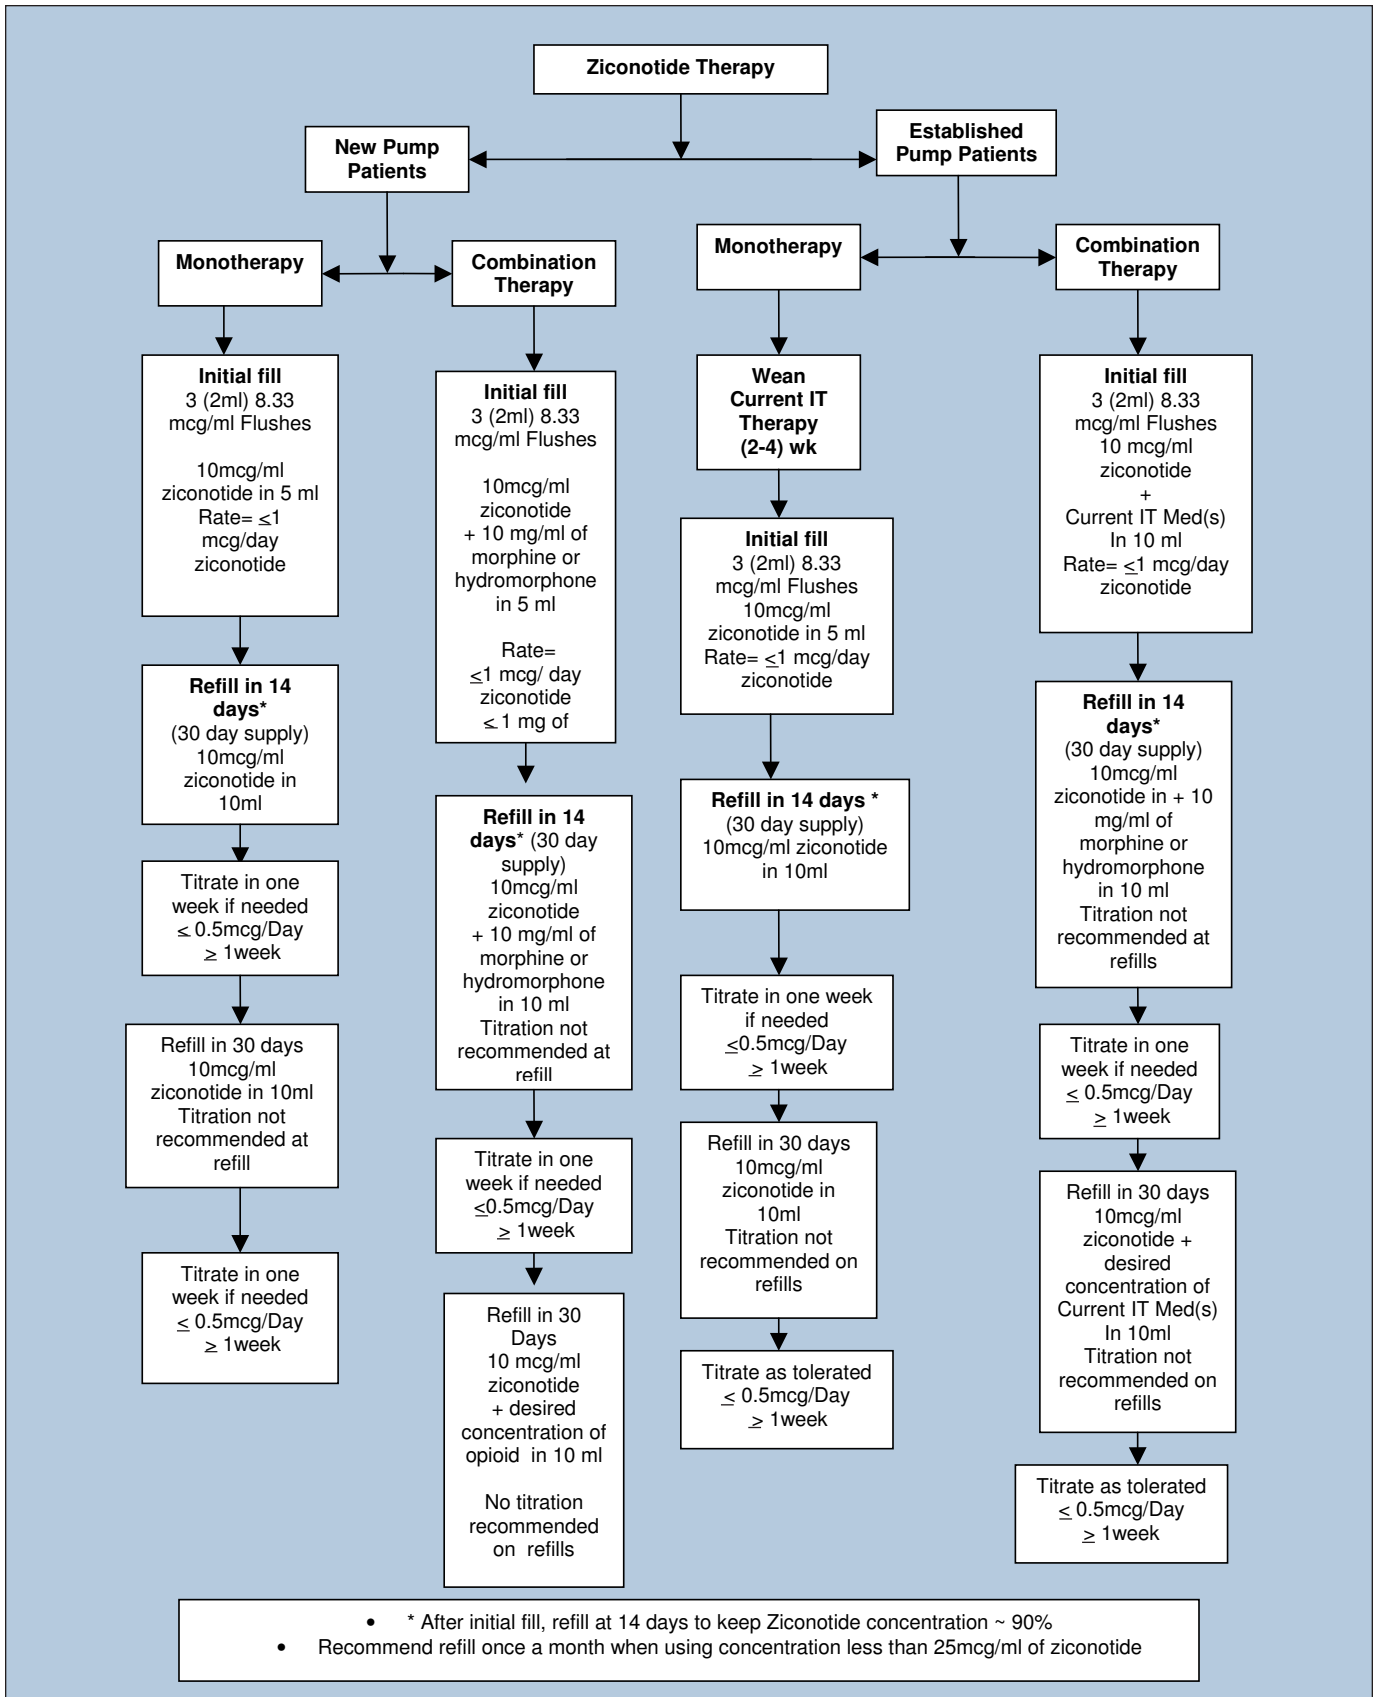 Ziconotide Therapy
New Pump
Patients
Established
Pump Patients
Monotherapy
Combination
Therapy
Monotherapy
Combination
Therapy
Initial fill
3 (2ml) 8.33
mcg/ml Flushes
10mcg/ml
ziconotide in 5 ml
Rate= ≤1
mcg/day
ziconotide
Refill in 14
days*
(30 day supply)
10mcg/ml
ziconotide in
10ml
Titrate in one
week if needed
≤ 0.5mcg/Day
≥ 1week
Refill in 30 days
10mcg/ml
ziconotide in 10ml
Titration not
recommended at
refill
Titrate in one
week if needed
≤ 0.5mcg/Day
≥ 1week
Initial fill
3 (2ml) 8.33
mcg/ml Flushes
10mcg/ml
ziconotide
+ 10 mg/ml of
morphine or
hydromorphone
in 5 ml
Rate=
≤1 mcg/ day
ziconotide
≤ 1 mg of
Refill in 14
days* (30 day
supply)
10mcg/ml
ziconotide
+ 10 mg/ml of
morphine or
hydromorphone
in 10 ml
Titration not
recommended at
refill
Titrate in one
week if needed
≤0.5mcg/Day
≥ 1week
Refill in 30
Days
10 mcg/ml
ziconotide
+ desired
concentration of
opioid in 10 ml
No titration
recommended
on refills
Wean
Current IT
Therapy
(2-4) wk
Initial fill
3 (2ml) 8.33
mcg/ml Flushes
10mcg/ml
ziconotide in 5 ml
Rate= ≤1 mcg/day
ziconotide
Refill in 14 days *
(30 day supply)
10mcg/ml ziconotide
in 10ml
Titrate in one week
if needed
≤0.5mcg/Day
≥ 1week
Refill in 30 days
10mcg/ml
ziconotide in
10ml
Titration not
recommended on
refills
Titrate as tolerated
≤ 0.5mcg/Day
≥ 1week
Initial fill
3 (2ml) 8.33
mcg/ml Flushes
10 mcg/ml
ziconotide
+
Current IT Med(s)
In 10 ml
Rate= ≤1 mcg/day
ziconotide
Refill in 14
days*
(30 day supply)
10mcg/ml
ziconotide in + 10
mg/ml of
morphine or
hydromorphone
in 10 ml
Titration not
recommended at
refills
Titrate in one
week if needed
≤ 0.5mcg/Day
≥ 1week
Refill in 30 days
10mcg/ml
ziconotide +
desired
concentration of
Current IT Med(s)
In 10ml
Titration not
recommended on
refills
Titrate as tolerated
≤ 0.5mcg/Day
≥ 1week
• * After initial fill, refill at 14 days to keep Ziconotide concentration ~ 90%
• Recommend refill once a month when using concentration less than 25mcg/ml of ziconotide